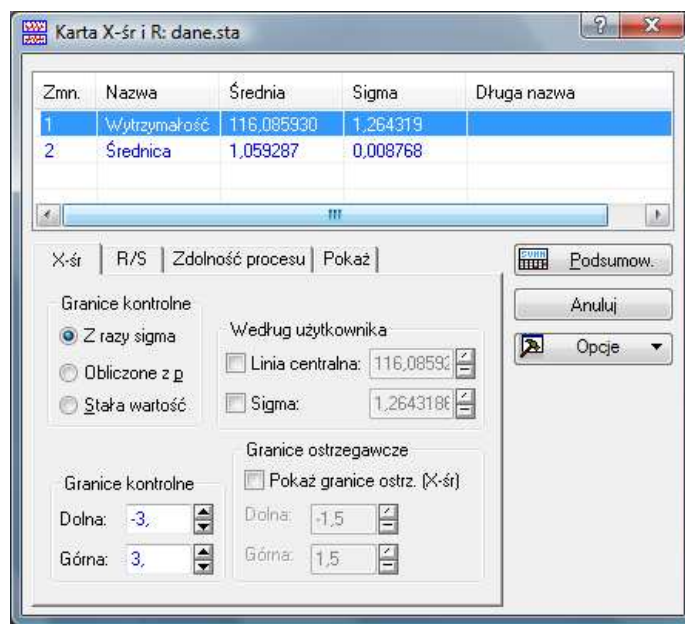 Karta X-śr i R: dane.sta
Zmn. Nazwa Średnia Sigma Długa nazwa
1 Wytrzymałość 116,085930 1,264319
2 Średnica 1,059287 0,008768
X-śr R/S Zdolność procesu Pokaż
Podsumow.
Anuluj
Opcje
Granice kontrolne
Z razy sigma
Obliczone z p
Stała wartość
Według użytkownika
Linia centralna: 116,08592
Sigma: 1,2643186
Granice kontrolne
Dolna: -3,
Górna: 3,
Granice ostrzegawcze
Pokaż granice ostrz. (X-śr)
Dolna: -1,5
Górna: 1,5